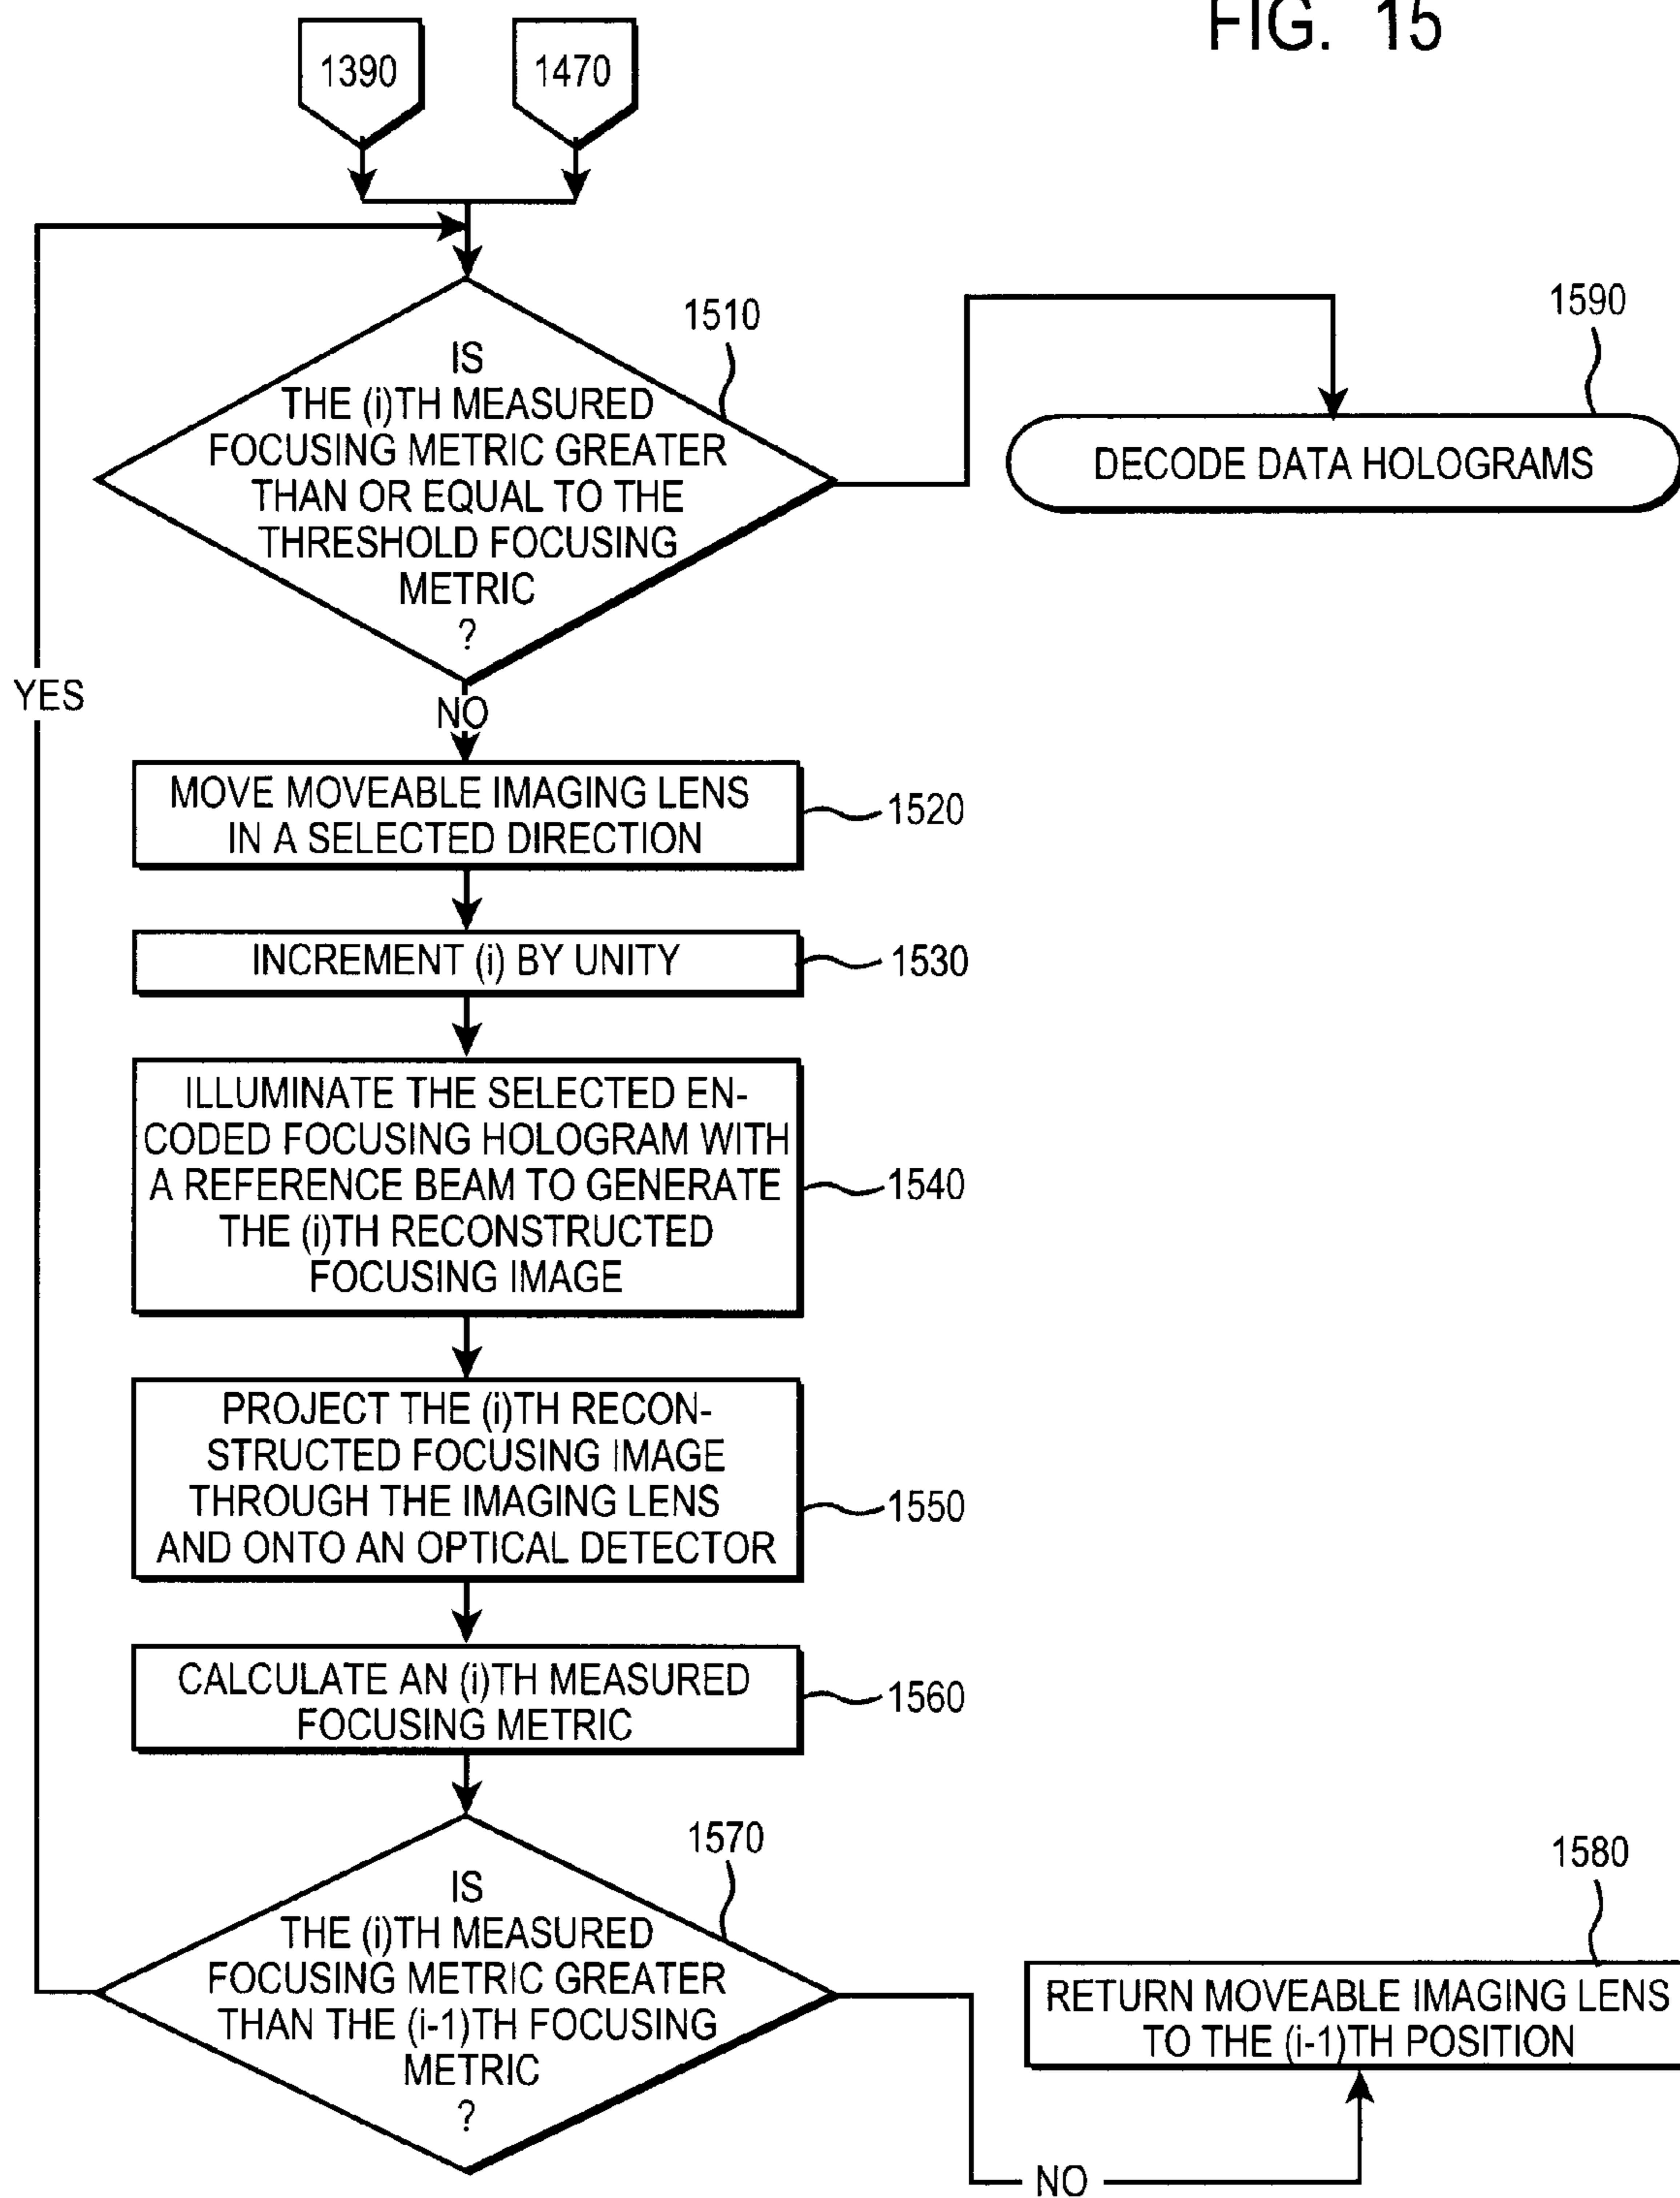 FIG. 15
1390
1470
1510
1590
IS
THE (i)TH MEASURED
FOCUSING METRIC GREATER
THAN OR EQUAL TO THE
THRESHOLD FOCUSING
METRIC
?
DECODE DATA HOLOGRAMS
YES
NO
MOVE MOVEABLE IMAGING LENS
IN A SELECTED DIRECTION
1520
INCREMENT (i) BY UNITY
1530
ILLUMINATE THE SELECTED EN-
CODED FOCUSING HOLOGRAM WITH
A REFERENCE BEAM TO GENERATE
THE (i)TH RECONSTRUCTED
FOCUSING IMAGE
1540
PROJECT THE (i)TH RECON-
STRUCTED FOCUSING IMAGE
THROUGH THE IMAGING LENS
AND ONTO AN OPTICAL DETECTOR
1550
CALCULATE AN (i)TH MEASURED
FOCUSING METRIC
1560
1570
IS
THE (i)TH MEASURED
FOCUSING METRIC GREATER
THAN THE (i-1)TH FOCUSING
METRIC
?
1580
RETURN MOVEABLE IMAGING LENS
TO THE (i-1)TH POSITION
NO